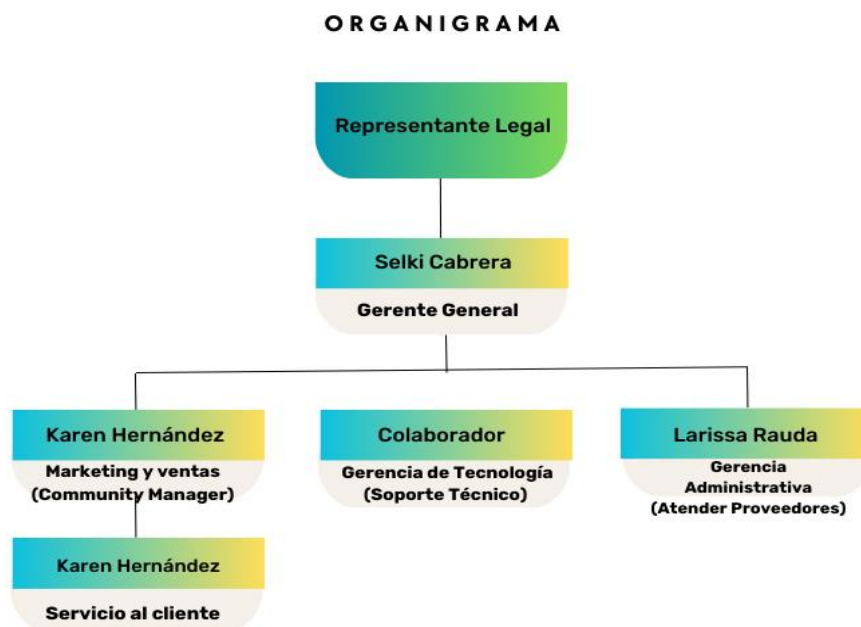 ORGANIGRAMA
Representante Legal
Selki Cabrera
Gerente General
Karen Hernández
Marketing y ventas
(Community Manager)
Colaborador
Gerencia de Tecnología
(Soporte Técnico)
Larissa Rauda
Gerencia
Administrativa
(Atender Proveedores)
Karen Hernández
Servicio al cliente